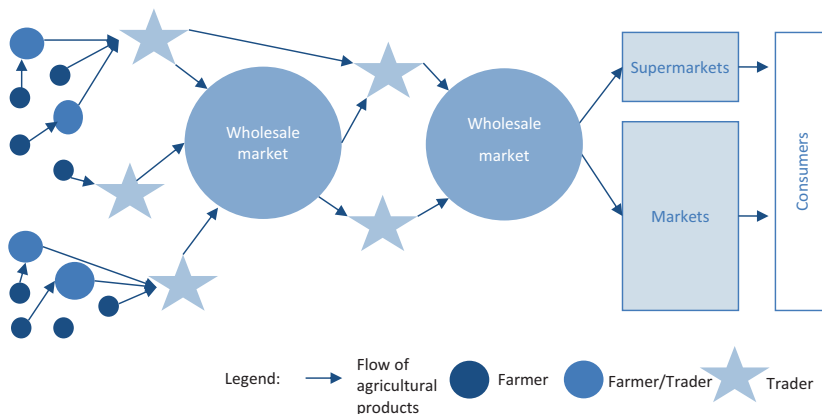 Wholesale
market
Wholesale
market
Supermarkets
Markets
Consumers
Legend:
Flow of
agricultural
products
Farmer
Farmer/Trader
Trader